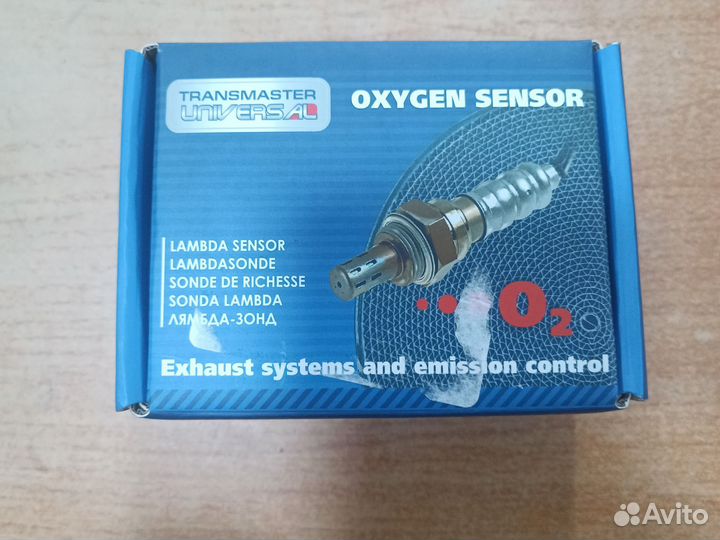 TRANSMASTER
UNIVERSAL
OXYGEN SENSOR
LAMBDA SENSOR
LAMBDASONDE
SONDE DE RICHESSE
SONDA LAMBDA
ЛЯМБДА-ЗОНД
O2
Exhaust systems and emission control
Avito